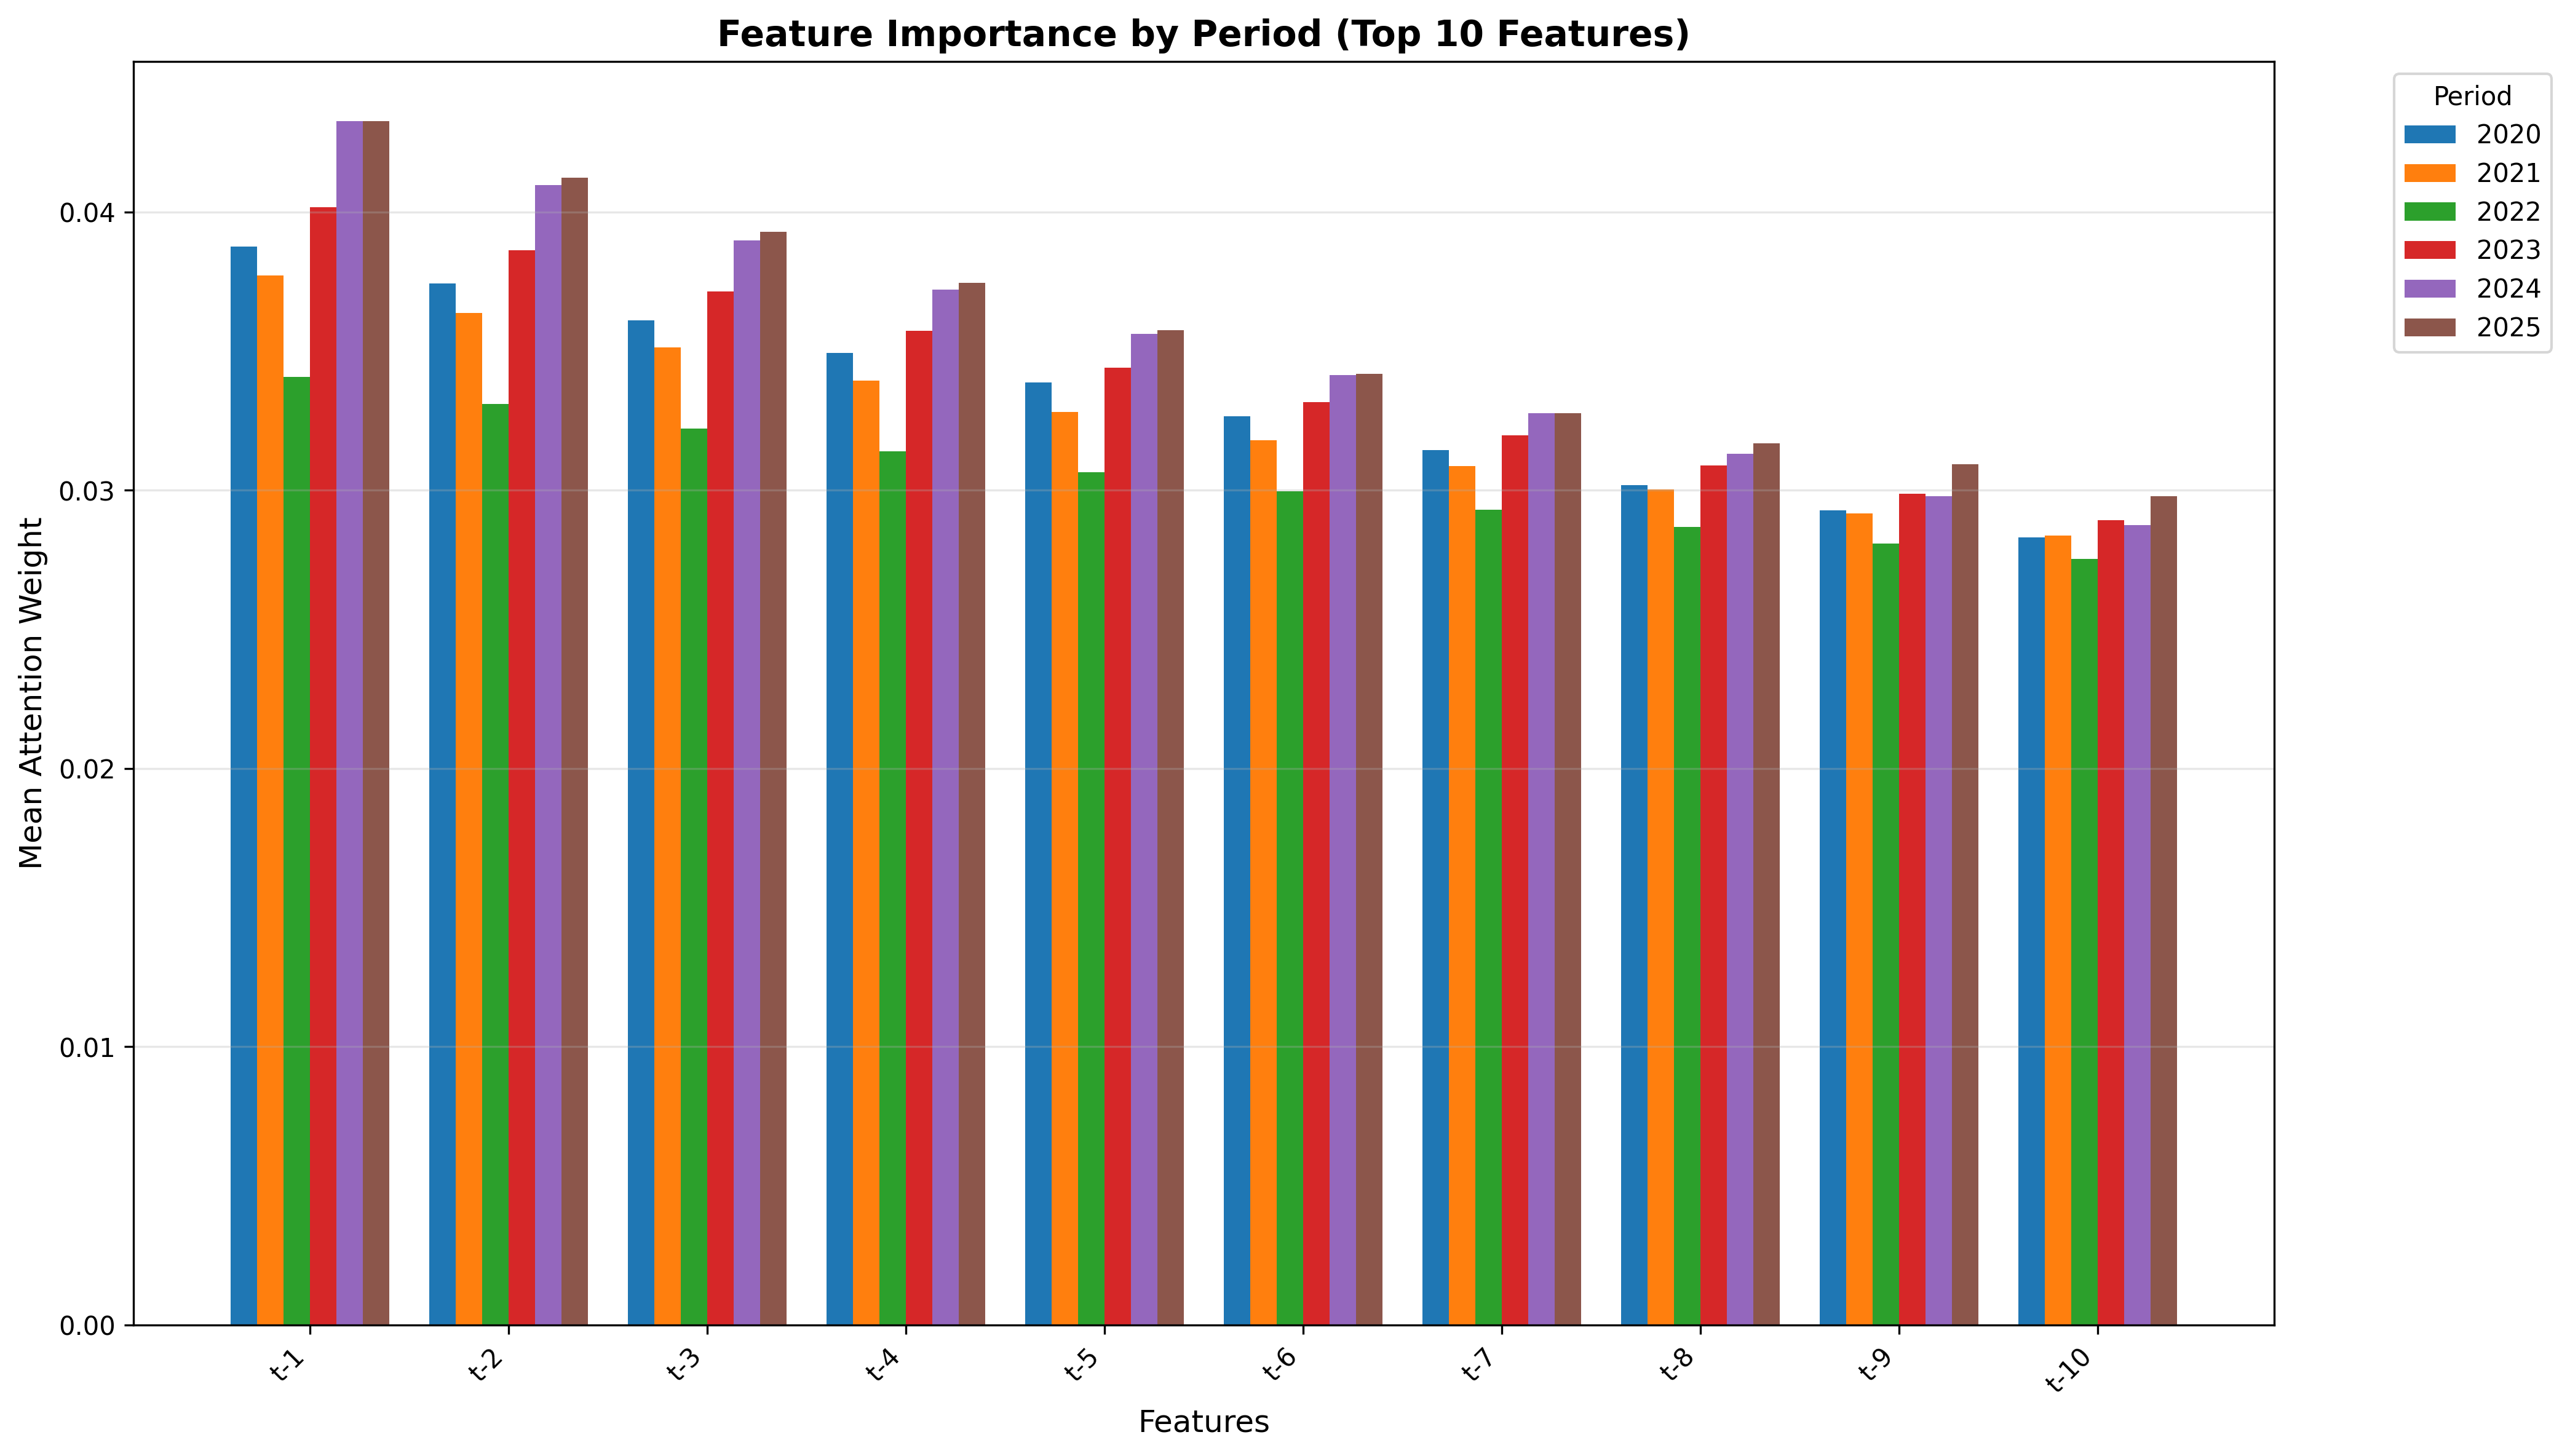 Feature Importance by Period (Top 10 Features)
Period
2020
2021
2022
2023
2024
2025
Mean Attention Weight
0.04
0.03
0.02
0.01
0.00
t-1
t-2
t-3
t-4
t-5
t-6
t-7
t-8
t-9
t-10
Features